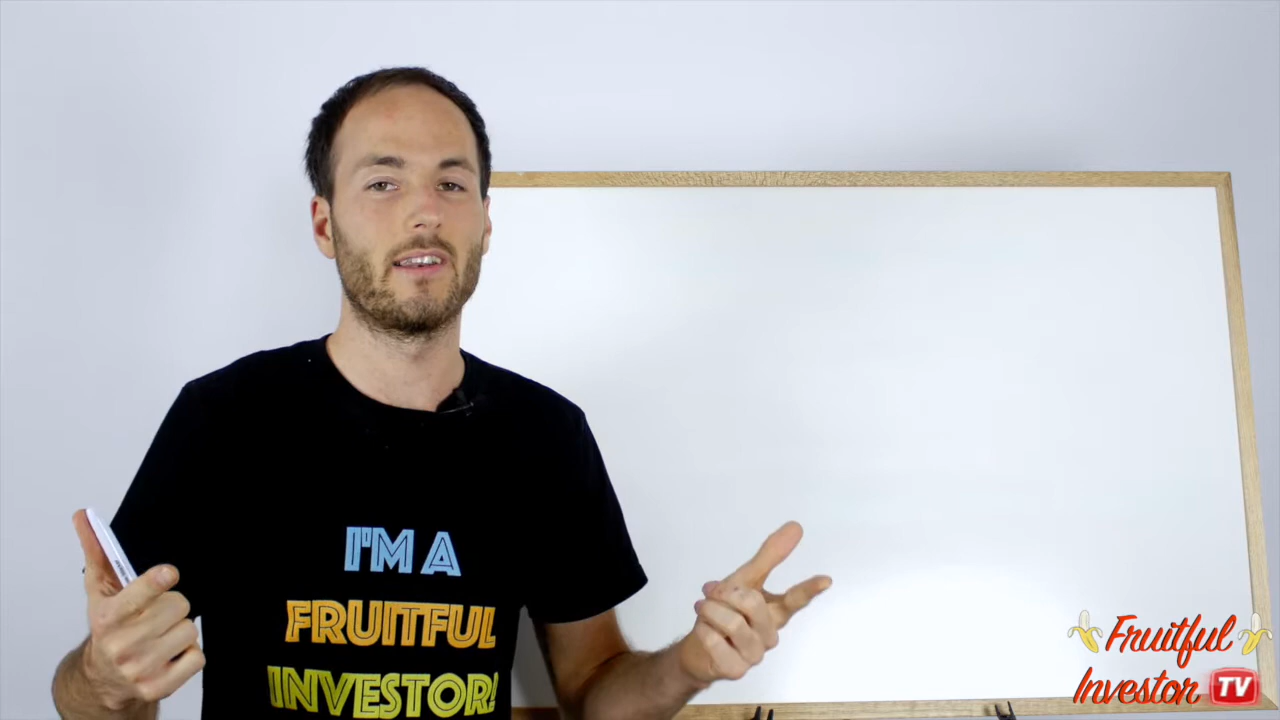 I'M A
FRUITFUL
INVESTOR!
Fruitful
Investor TV